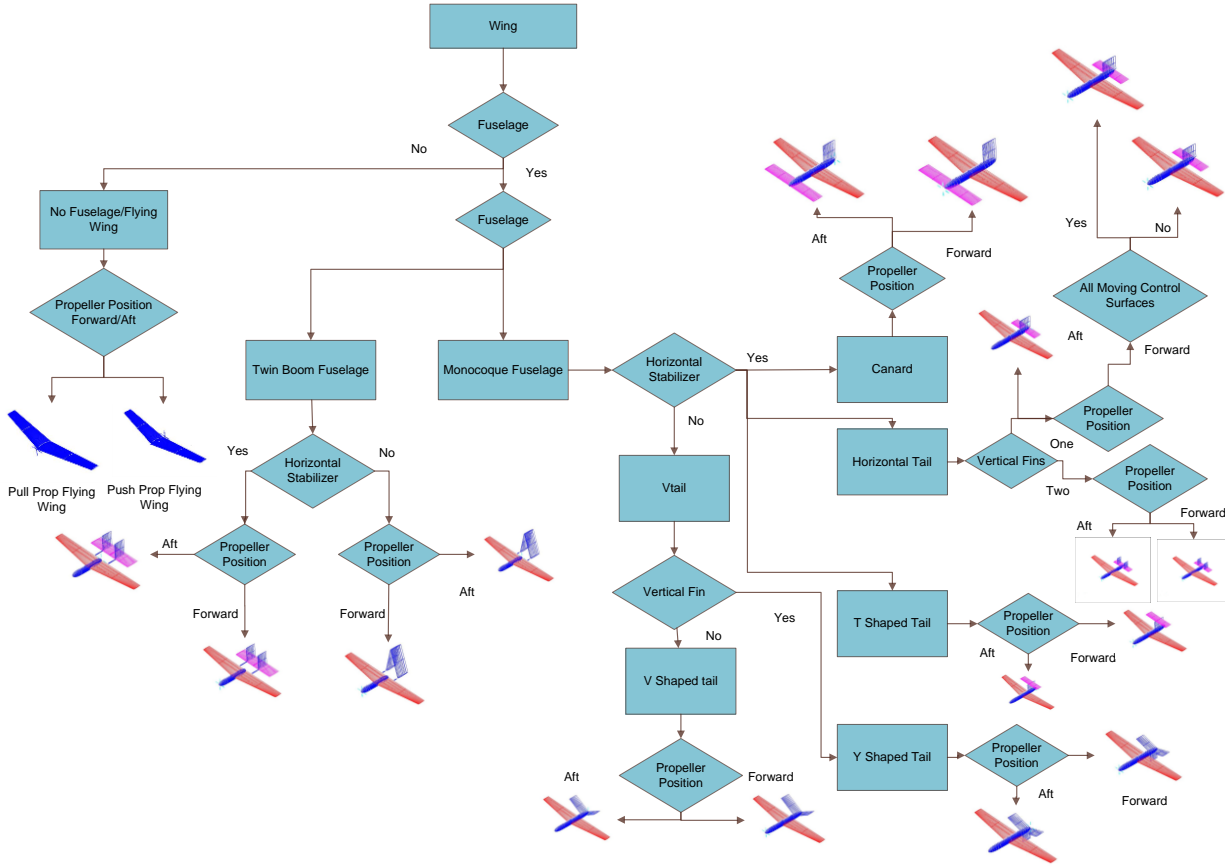 Wing
Fuselage
No
Yes
No Fuselage/Flying
Wing
Fuselage
Propeller Position
Forward/Aft
Pull Prop Flying
Wing
Push Prop Flying
Wing
Twin Boom Fuselage
Monocoque Fuselage
Yes
No
Horizontal
Stabilizer
Aft
Propeller
Position
Forward
Propeller
Position
Aft
Forward
Horizontal
Stabilizer
Yes
No
Vtail
Vertical Fin
Yes
No
V Shaped tail
Propeller
Position
Aft
Forward
Aft
Forward
Propeller
Position
Canard
Horizontal Tail
Vertical Fins
One
Two
Propeller
Position
Aft
Forward
All Moving Control
Surfaces
Yes
No
Propeller
Position
Aft
Forward
T Shaped Tail
Propeller
Position
Aft
Forward
Y Shaped Tail
Propeller
Position
Aft
Forward